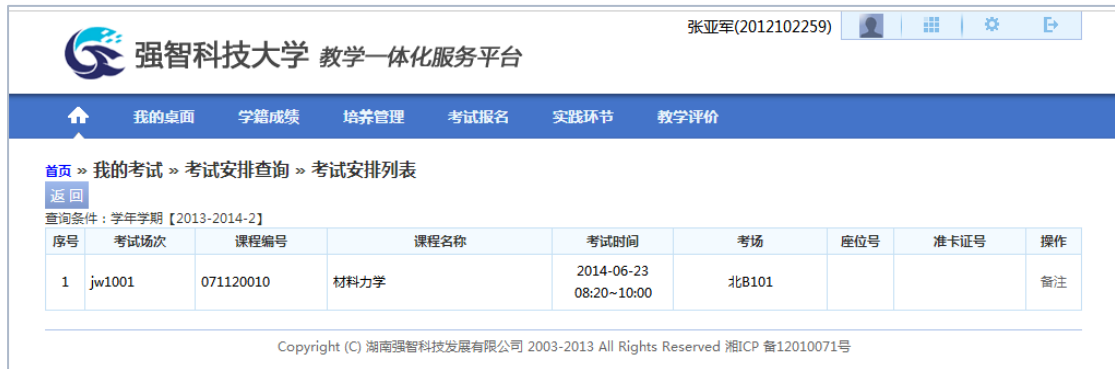 张亚军(2012102259)
强智科技大学 教学一体化服务平台
我的桌面 学籍成绩 培养管理 考试报名 实践环节 教学评价
首页 » 我的考试 » 考试安排查询 » 考试安排列表
返回
查询条件：学年学期【2013-2014-2】
序号 考试场次 课程编号 课程名称 考试时间 考场 座位号 准卡证号 操作
1 jw1001 071120010 材料力学 2014-06-23 08:20~10:00 北B101 备注
Copyright (C) 湖南强智科技发展有限公司 2003-2013 All Rights Reserved 湘ICP 备12010071号